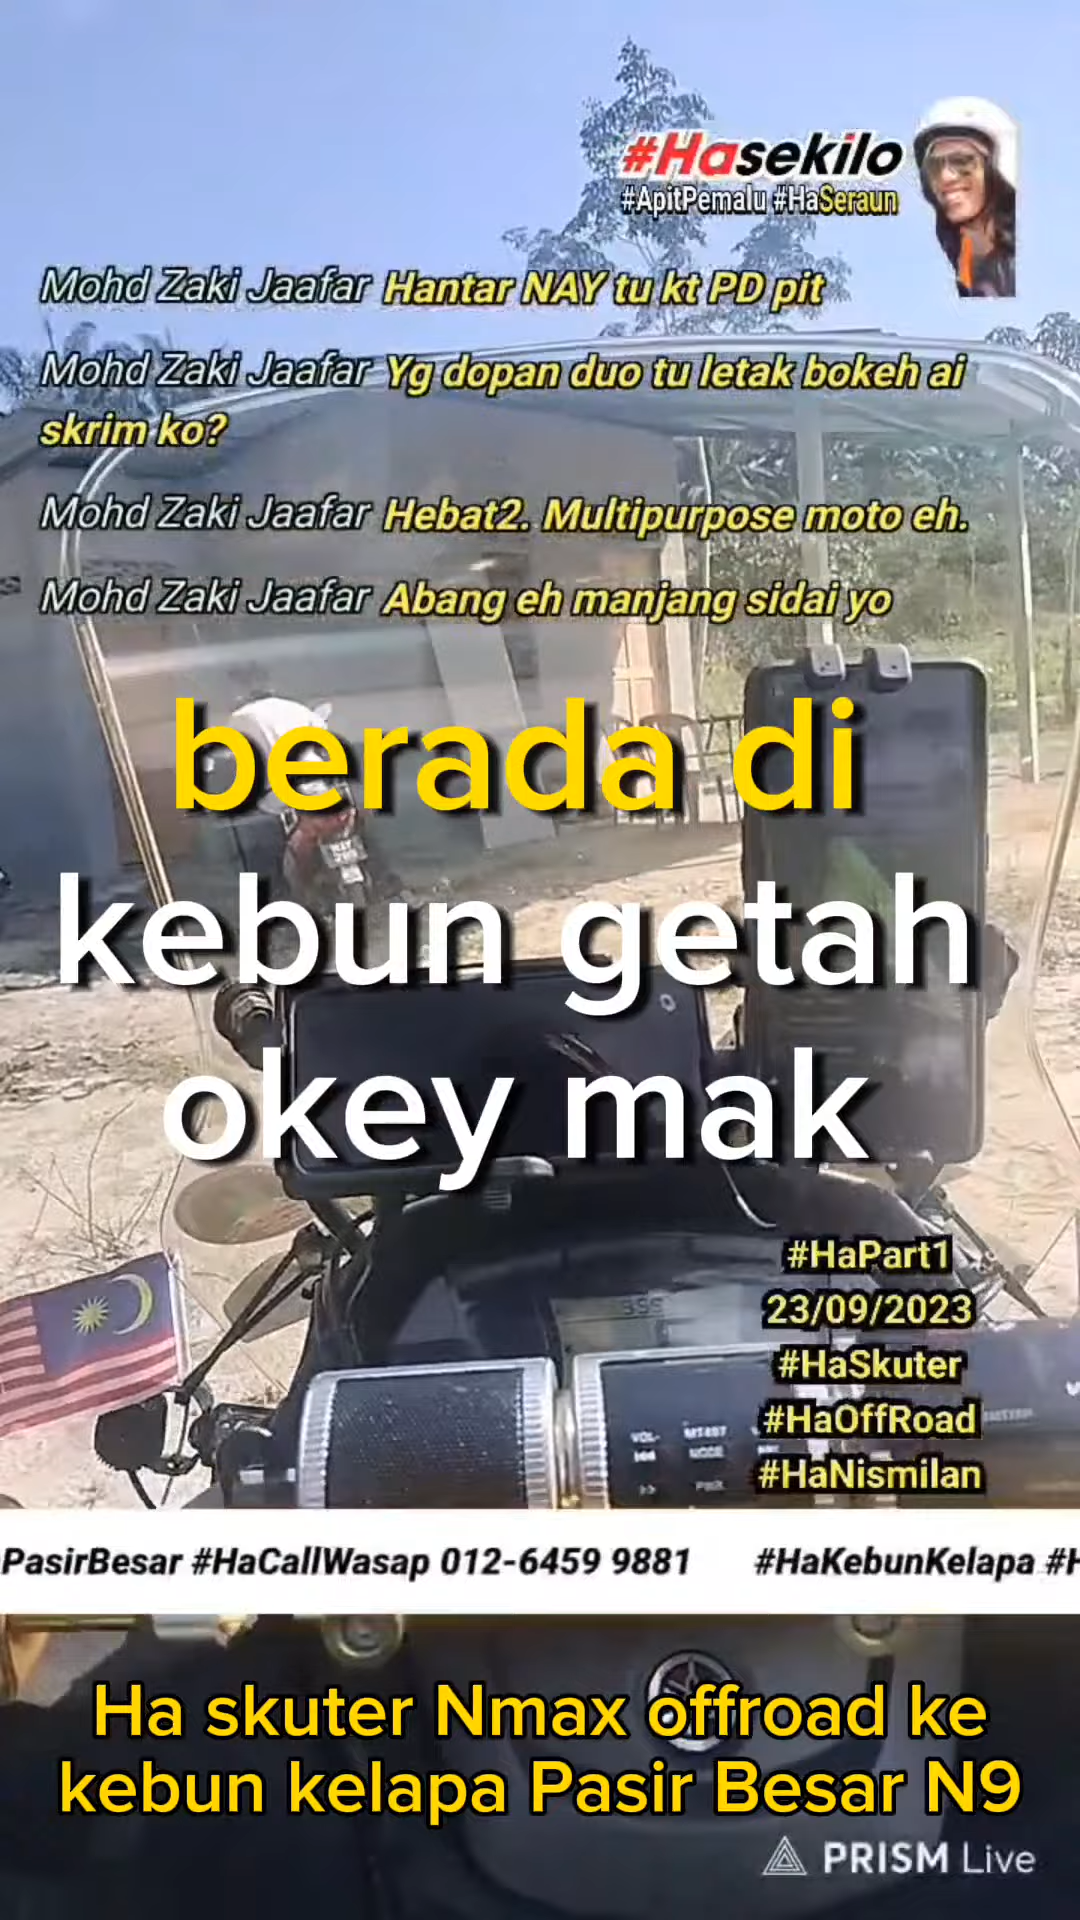 #Hasekilo
#ApitPemalu #HaSeraun
Mohd Zaki Jaafar Hantar NAY tu kt PD pit
Mohd Zaki Jaafar Yg dopan duo tu letak bokeh ai
skrim ko?
Mohd Zaki Jaafar Hebat2. Multipurpose moto eh.
Mohd Zaki Jaafar Abang eh manjang sidai yo
berada di
kebun getah
okey mak
#HaPart1
23/09/2023
#HaSkuter
#HaOffRoad
#HaNismilan
VOL-
MODE
PasirBesar #HaCallWasap 012-6459 9881 #HaKebunKelapa #H
Ha skuter Nmax offroad ke
kebun kelapa Pasir Besar N9
PRISM Live